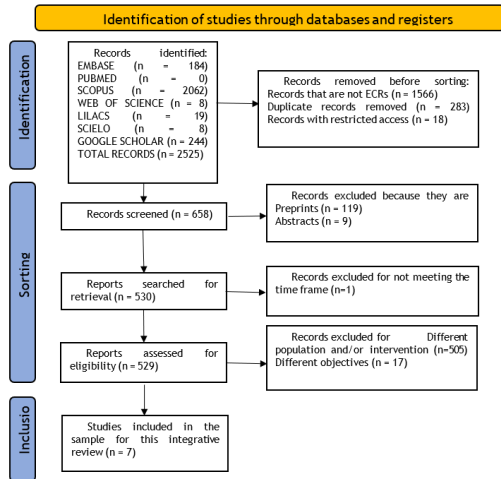 Identification of studies through databases and registers
Identification
Records identified:
EMBASE (n = 184)
PUBMED (n = 0)
SCOPUS (n = 2062)
WEB OF SCIENCE (n = 8)
LILACS (n = 19)
SCIELO (n = 8)
GOOGLE SCHOLAR (n = 244)
TOTAL RECORDS (n = 2525)
Records removed before sorting:
Records that are not ECRs (n = 1566)
Duplicate records removed (n = 283)
Records with restricted access (n = 18)
Sorting
Records screened (n = 658)
Records excluded because they are
Preprints (n = 119)
Abstracts (n = 9)
Reports searched for
retrieval (n = 530)
Records excluded for not meeting the
time frame (n=1)
Reports assessed for
eligibility (n = 529)
Records excluded for Different
population and/or intervention (n=505)
Different objectives (n = 17)
Inclusio
Studies included in the
sample for this integrative
review (n = 7)